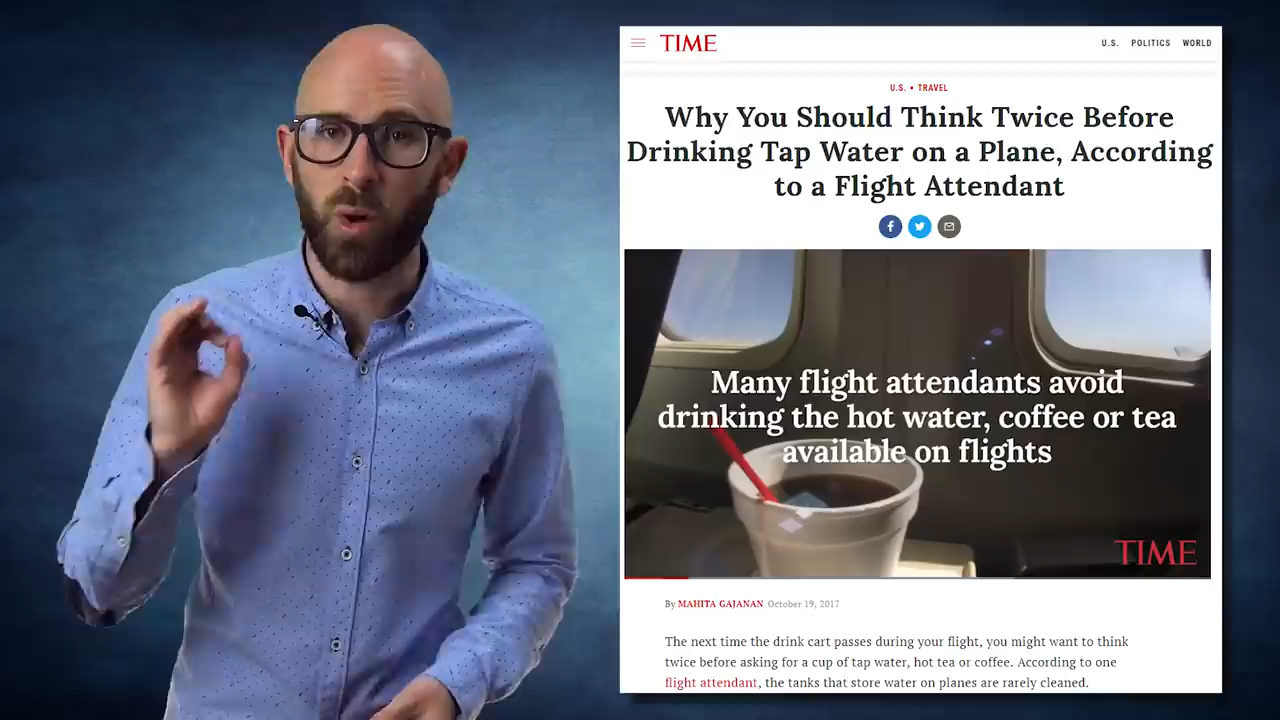 TIME
U.S. POLITICS WORLD
U.S. • TRAVEL
Why You Should Think Twice Before
Drinking Tap Water on a Plane, According
to a Flight Attendant
Many flight attendants avoid
drinking the hot water, coffee or tea
available on flights
TIME
By MAHITA GAJANAN October 19, 2017
The next time the drink cart passes during your flight, you might want to think
twice before asking for a cup of tap water, hot tea or coffee. According to one
flight attendant, the tanks that store water on planes are rarely cleaned.